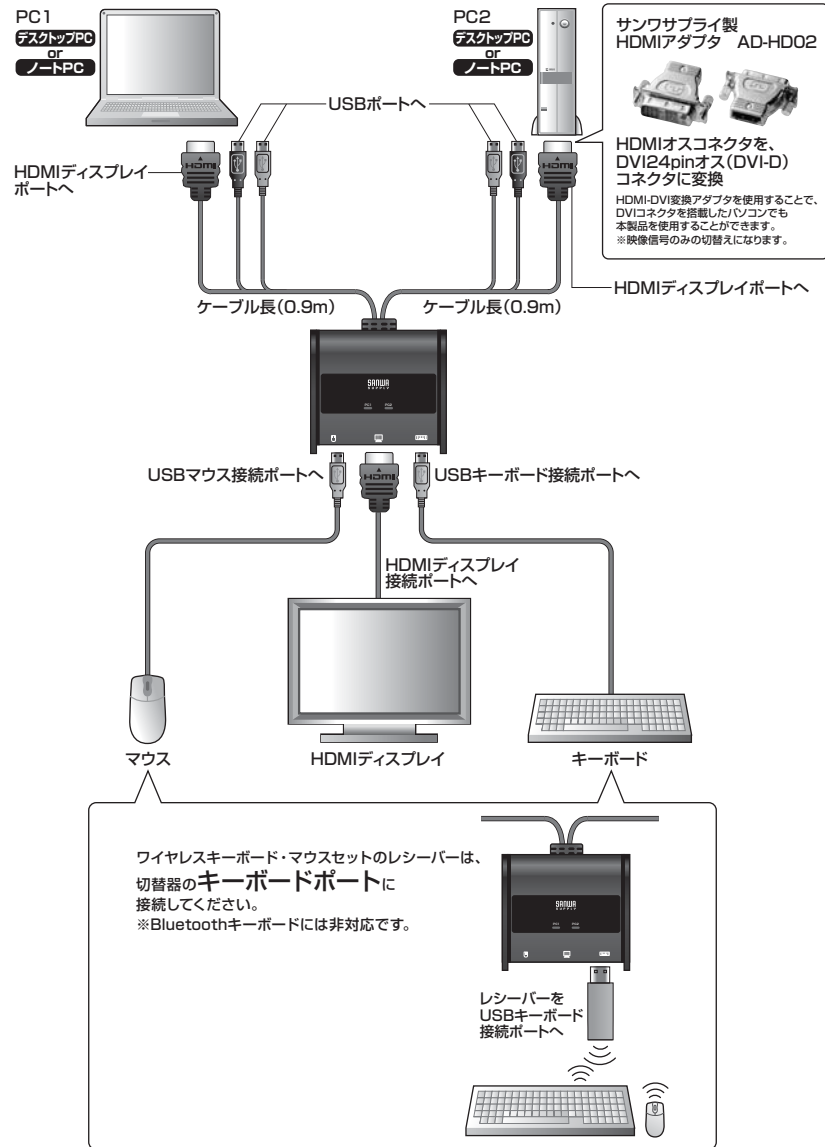 PC1
デスクトップPC
or
ノートPC
PC2
デスクトップPC
or
ノートPC
サンワサプライ製
HDMIアダプタ　AD-HD02
HDMIオスコネクタを、
DVI24pinオス(DVI-D)
コネクタに変換
HDMI-DVI変換アダプタを使用することで、
DVIコネクタを搭載したパソコンでも
本製品を使用することができます。
※映像信号のみの切替えになります。
USBポートへ
HDMI
HDMI
HDMIディスプレイ
ポートへ
HDMIディスプレイポートへ
ケーブル長(0.9m)
ケーブル長(0.9m)
SANWA
SUPPLY
PC1 PC2
USBマウス接続ポートへ
HDMI
USBキーボード接続ポートへ
HDMIディスプレイ
接続ポートへ
マウス
HDMIディスプレイ
キーボード
ワイヤレスキーボード・マウスセットのレシーバーは、
切替器のキーボードポートに
接続してください。
※Bluetoothキーボードには非対応です。
SANWA
SUPPLY
PC1 PC2
レシーバーを
USBキーボード
接続ポートへ